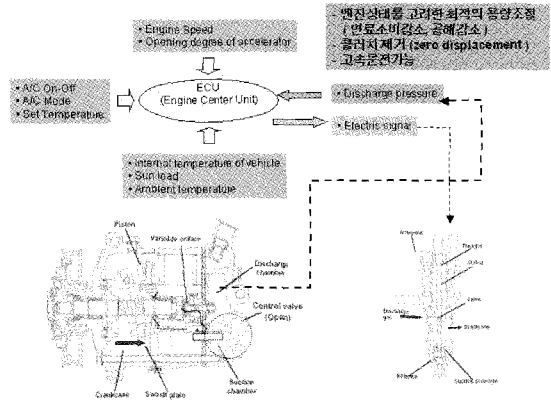 • Engine Speed
• Opening degree of accelerator
- 엔진상태를 고려한 최적의 용량조절
( 연료소비감소, 공해감소 )
- 클러치제거 (zero displacement )
- 고속운전가능
• A/C On-Off
• A/C Mode
• Set Temperature
ECU
(Engine Center Unit)
• Discharge pressure
• Electric signal
• Internal temperature of vehicle
• Sun load
• Ambient temperature
Piston
Variable orifice
Discharge
chamber
Control valve
(Open)
Suction
chamber
Crankcase
Swash plate
Discharge
gas
Crankcase
Suction pressure